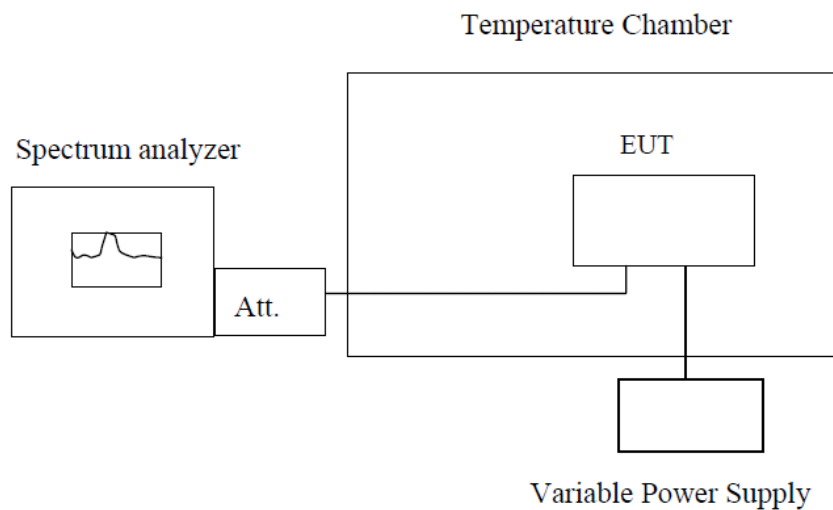 Temperature Chamber
Spectrum analyzer
EUT
Att.
Variable Power Supply